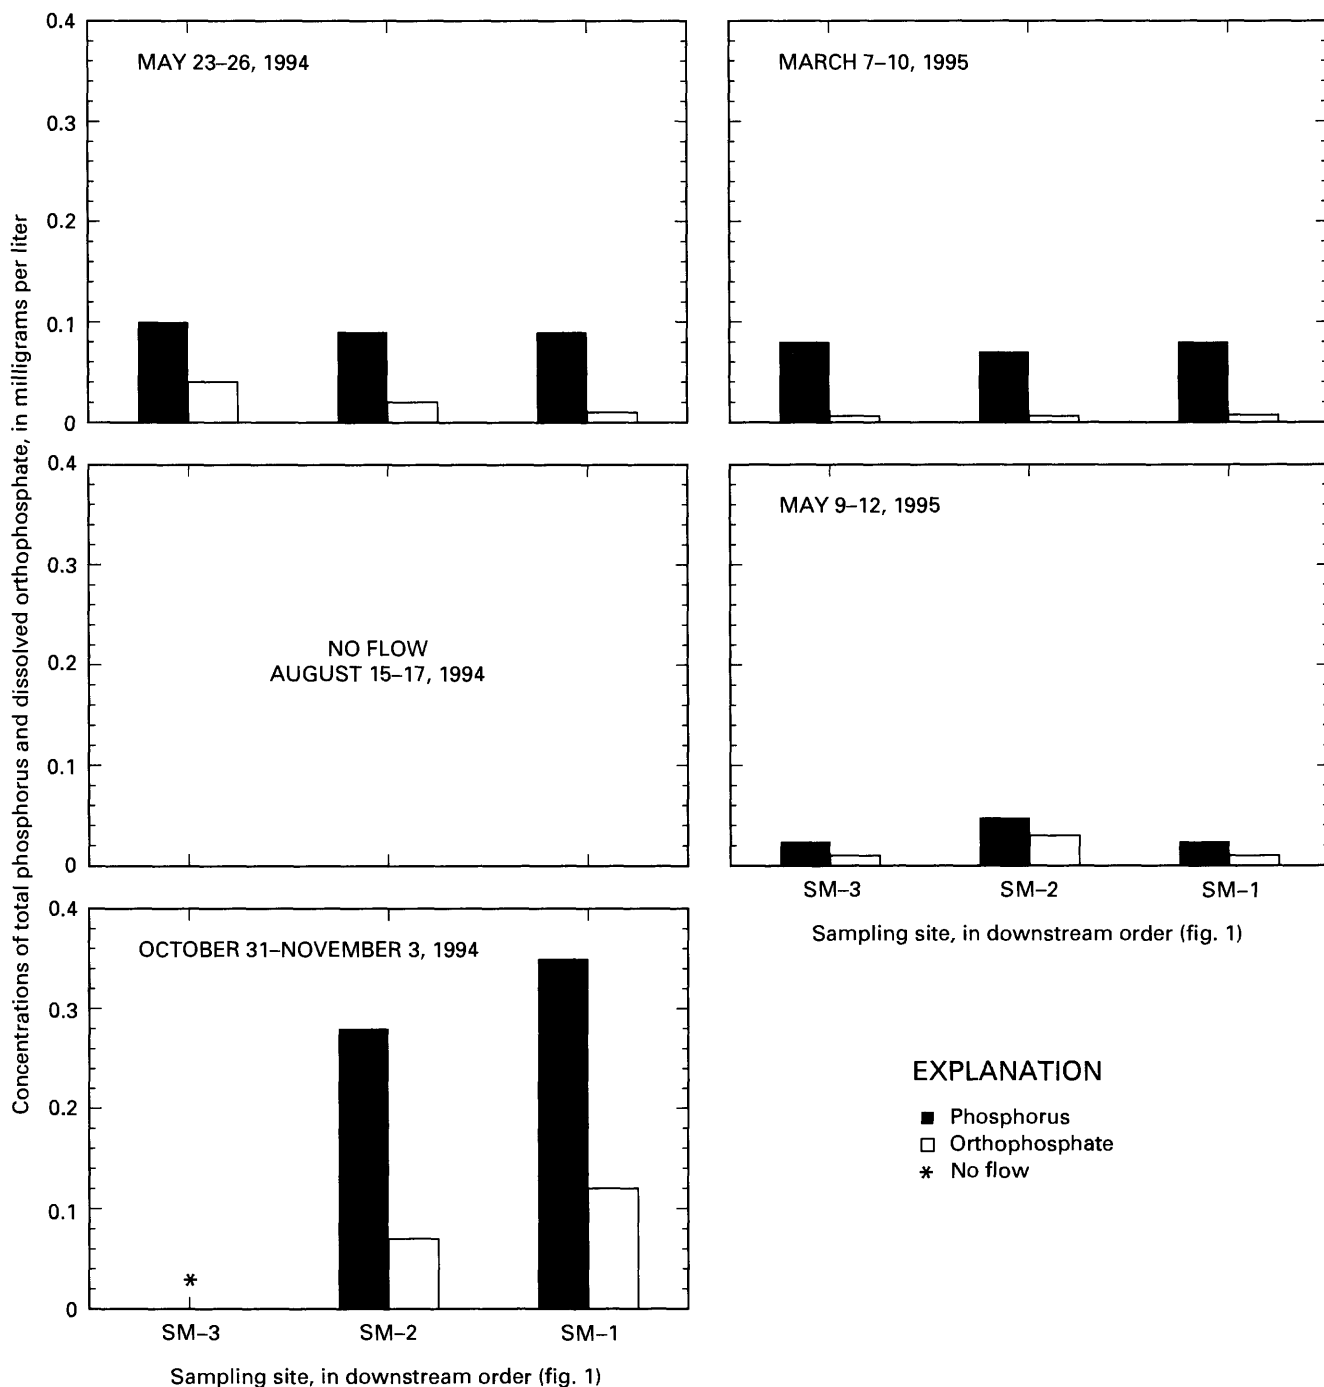 Concentrations of total phosphorus and dissolved orthophosphate, in milligrams per liter
0.4
0.3
0.2
0.1
0
MAY 23–26, 1994
MARCH 7–10, 1995
0.4
0.3
0.2
0.1
0
NO FLOW
AUGUST 15–17, 1994
MAY 9–12, 1995
SM–3 SM–2 SM–1
Sampling site, in downstream order (fig. 1)
0.4
0.3
0.2
0.1
0
OCTOBER 31–NOVEMBER 3, 1994
*
SM–3 SM–2 SM–1
Sampling site, in downstream order (fig. 1)
EXPLANATION
Phosphorus
Orthophosphate
* No flow